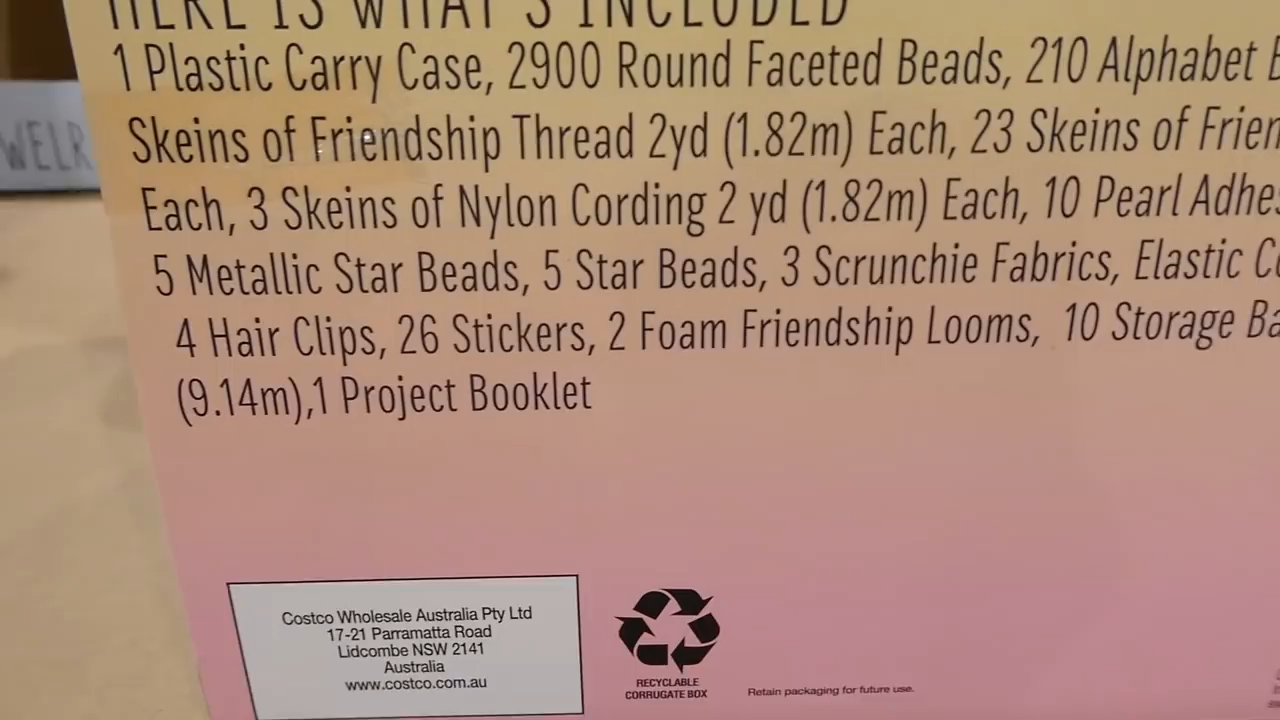 HERE IS WHAT'S INCLUDED
1 Plastic Carry Case, 2900 Round Faceted Beads, 210 Alphabet
Skeins of Friendship Thread 2yd (1.82m) Each, 23 Skeins of
Each, 3 Skeins of Nylon Cording 2 yd (1.82m) Each, 10 Pearl
5 Metallic Star Beads, 5 Star Beads, 3 Scrunchie Fabrics, Elastic
4 Hair Clips, 26 Stickers, 2 Foam Friendship Looms, 10 Storage
(9.14m),1 Project Booklet
Costco Wholesale Australia Pty Ltd
17-21 Parramatta Road
Lidcombe NSW 2141
Australia
www.costco.com.au
RECYCLABLE
CORRUGATE BOX
Retain packaging for future use.